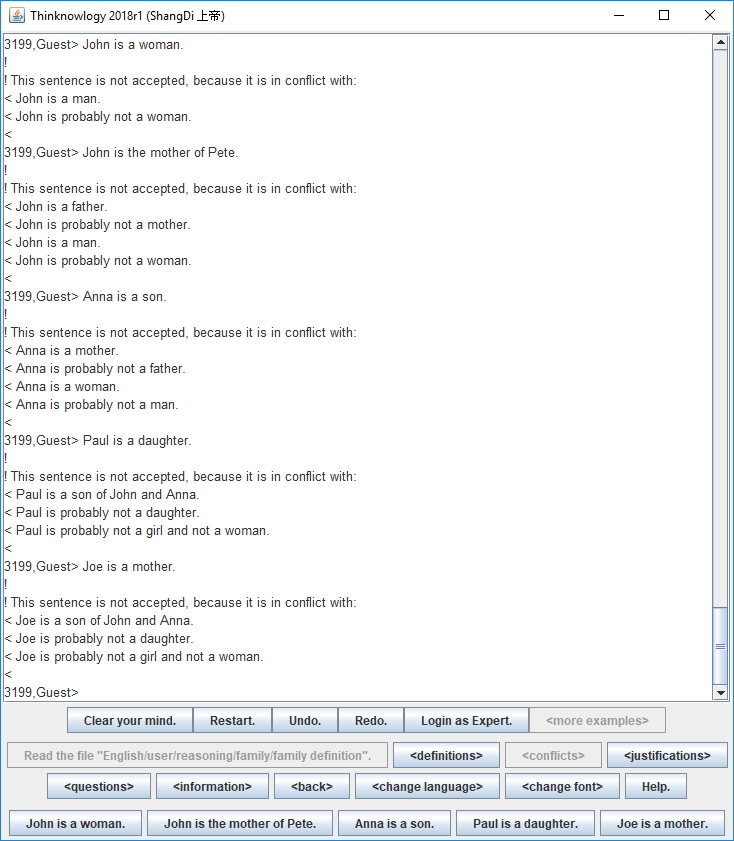 Thinknowlogy 2018r1 (ShangDi 上帝)
3199,Guest> John is a woman.
!
! This sentence is not accepted, because it is in conflict with:
< John is a man.
< John is probably not a woman.
<
3199,Guest> John is the mother of Pete.
!
! This sentence is not accepted, because it is in conflict with:
< John is a father.
< John is probably not a mother.
< John is a man.
< John is probably not a woman.
<
3199,Guest> Anna is a son.
!
! This sentence is not accepted, because it is in conflict with:
< Anna is a mother.
< Anna is probably not a father.
< Anna is a woman.
< Anna is probably not a man.
<
3199,Guest> Paul is a daughter.
!
! This sentence is not accepted, because it is in conflict with:
< Paul is a son of John and Anna.
< Paul is probably not a daughter.
< Paul is probably not a girl and not a woman.
<
3199,Guest> Joe is a mother.
!
! This sentence is not accepted, because it is in conflict with:
< Joe is a son of John and Anna.
< Joe is probably not a daughter.
< Joe is probably not a girl and not a woman.
<
3199,Guest>
Clear your mind. Restart. Undo. Redo. Login as Expert. <more examples>
Read the file "English/user/reasoning/family/family definition". <definitions> <conflicts> <justifications>
<questions> <information> <back> <change language> <change font> Help.
John is a woman. John is the mother of Pete. Anna is a son. Paul is a daughter. Joe is a mother.